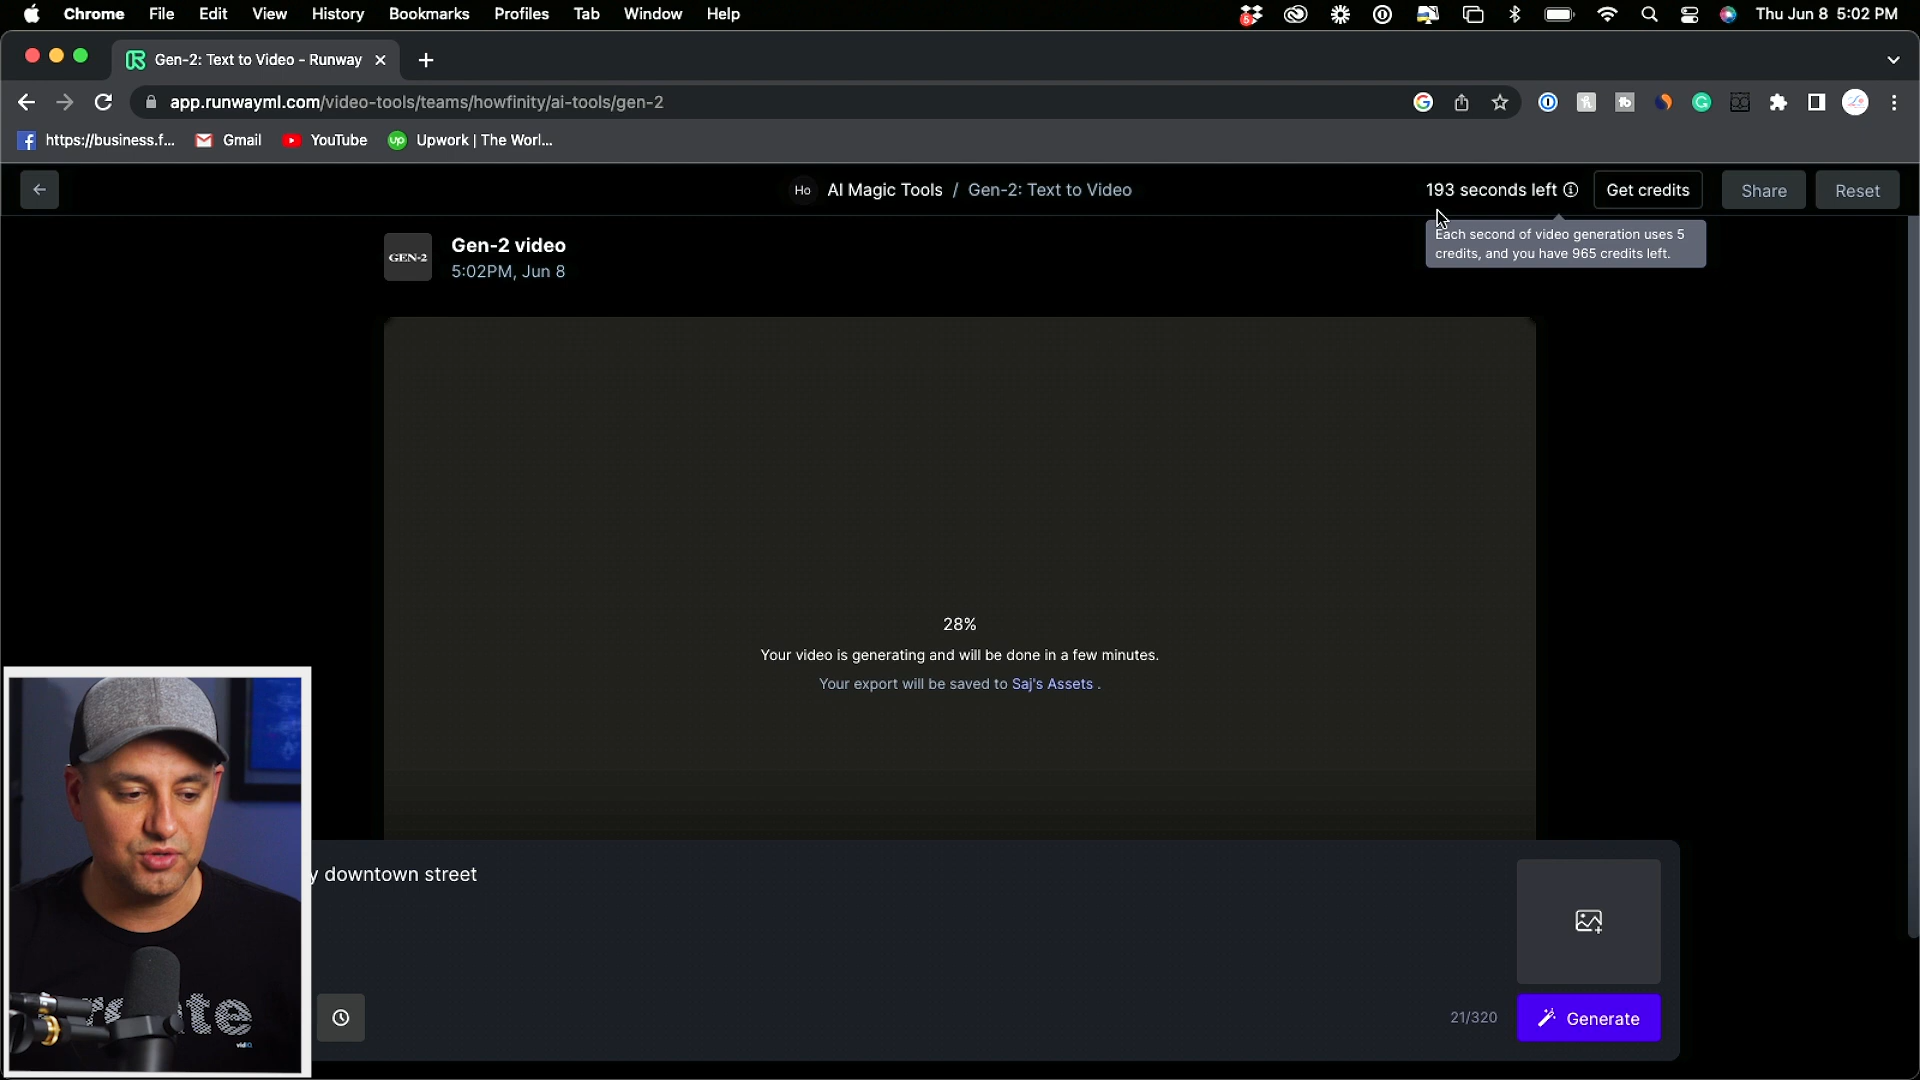 Chrome File Edit View History Bookmarks Profiles Tab Window Help
Thu Jun 8 5:02 PM
Gen-2: Text to Video - Runway
app.runwayml.com/video-tools/teams/howfinity/ai-tools/gen-2
https://business.f... Gmail YouTube Upwork | The Worl...
Ho AI Magic Tools / Gen-2: Text to Video
193 seconds left Get credits Share Reset
Each second of video generation uses 5
credits, and you have 965 credits left.
GEN-2
Gen-2 video
5:02PM, Jun 8
28%
Your video is generating and will be done in a few minutes.
Your export will be saved to Saj's Assets .
y downtown street
21/320
Generate
vidIQ